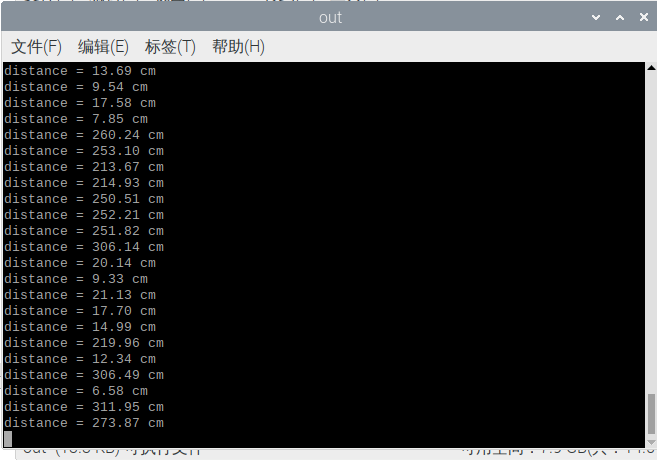 out
文件(F) 编辑(E) 标签(T) 帮助(H)
distance = 13.69 cm
distance = 9.54 cm
distance = 17.58 cm
distance = 7.85 cm
distance = 260.24 cm
distance = 253.10 cm
distance = 213.67 cm
distance = 214.93 cm
distance = 250.51 cm
distance = 252.21 cm
distance = 251.82 cm
distance = 306.14 cm
distance = 20.14 cm
distance = 9.33 cm
distance = 21.13 cm
distance = 17.70 cm
distance = 14.99 cm
distance = 219.96 cm
distance = 12.34 cm
distance = 306.49 cm
distance = 6.58 cm
distance = 311.95 cm
distance = 273.87 cm